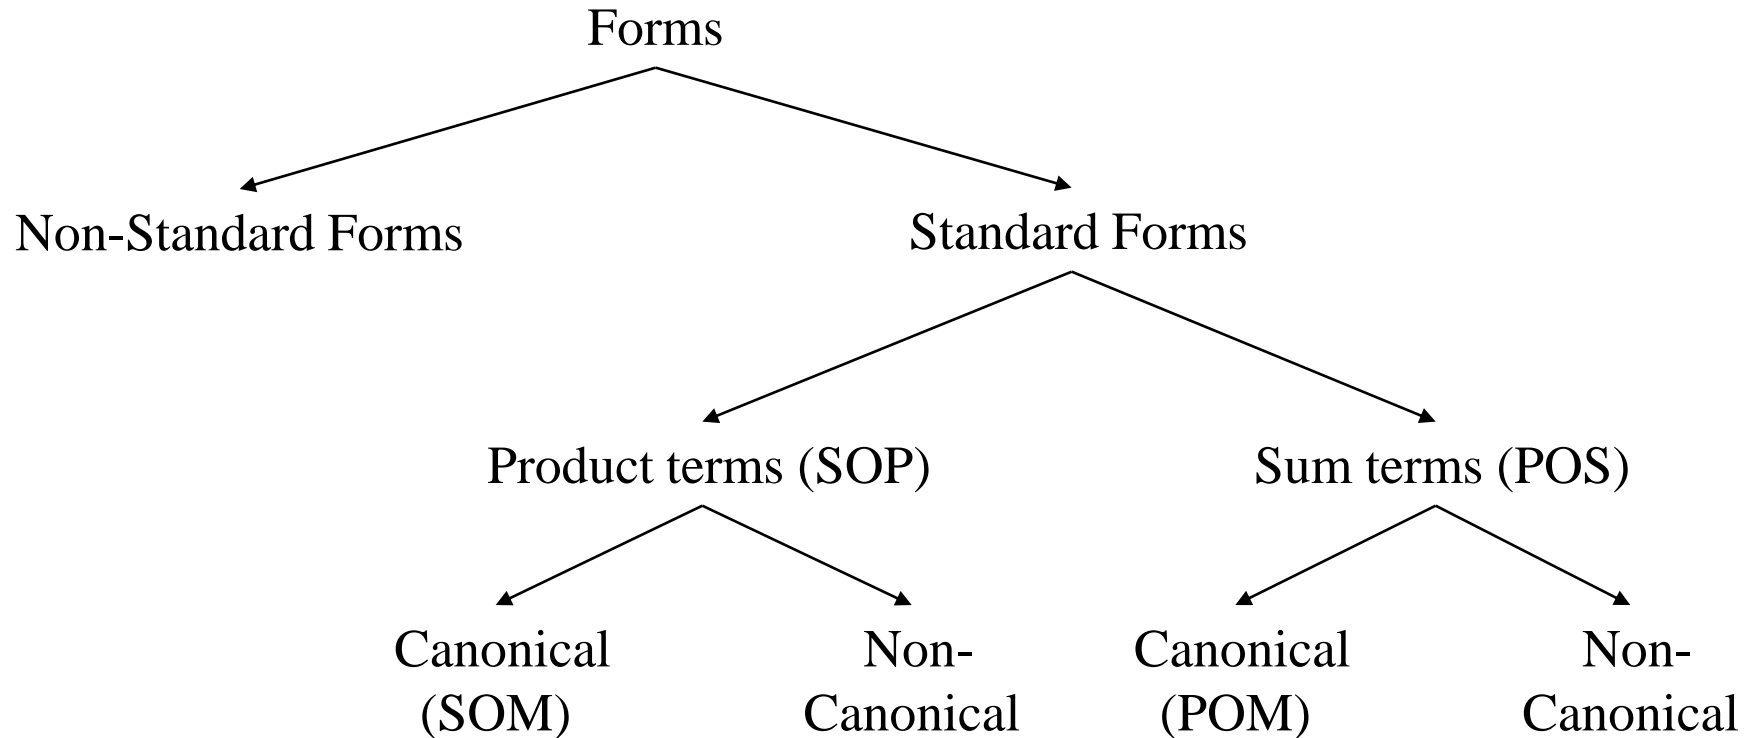 Forms
Non-Standard Forms
Standard Forms
Product terms (SOP)
Sum terms (POS)
Canonical
(SOM)
Non-
Canonical
Canonical
(POM)
Non-
Canonical